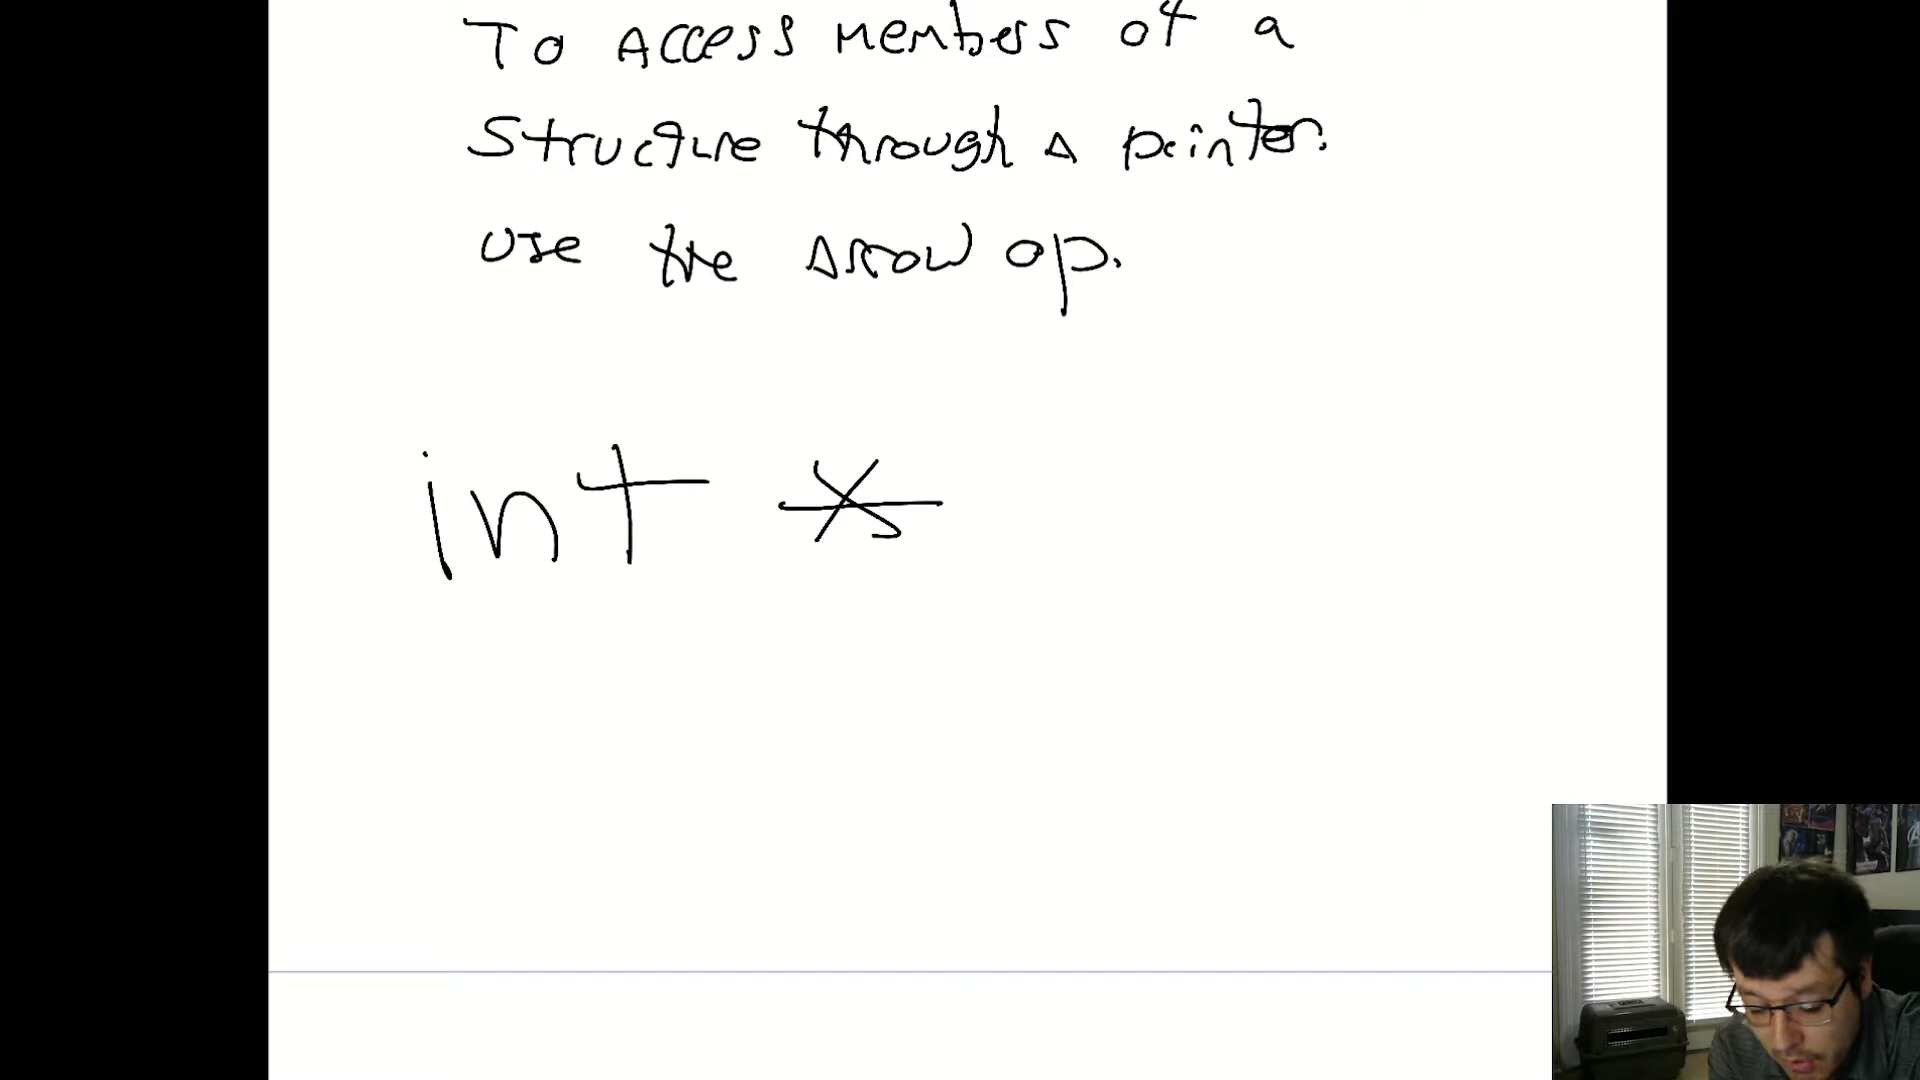 To Access Members of a
Structure through a pointer.
use the Arrow op.
int *